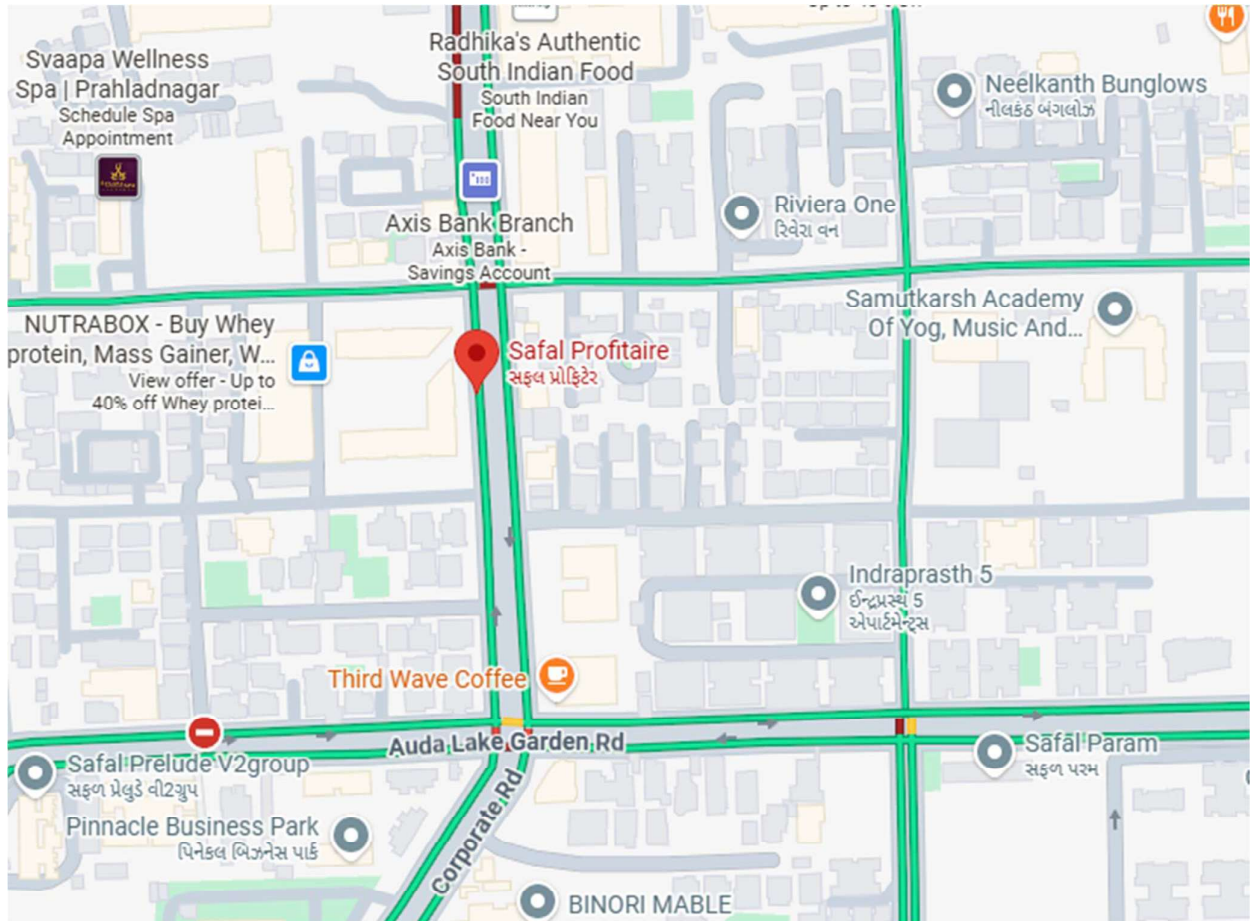 Svaapa Wellness
Spa | Prahladnagar
Schedule Spa
Appointment
Radhika's Authentic
South Indian Food
South Indian
Food Near You
Neelkanth Bunglows
નીલકંઠ બંગલોઝ
Axis Bank Branch
Axis Bank -
Savings Account
Riviera One
રિવેરા વન
Samutkarsh Academy
Of Yog, Music And...
NUTRABOX - Buy Whey
protein, Mass Gainer, W...
View offer - Up to
40% off Whey protei...
Safal Profitaire
સફલ પ્રોફિટેર
Indraprasth 5
ઈન્દ્રપ્રસ્થ 5
એપાર્ટમેન્ટ્સ
Third Wave Coffee
Auda Lake Garden Rd
Safal Prelude V2group
સફળ પ્રેલુડે વી2ગ્રુપ
Safal Param
સફળ પરમ
Pinnacle Business Park
પિનેકલ બિઝનેસ પાર્ક
Corporate Rd
BINORI MABLE